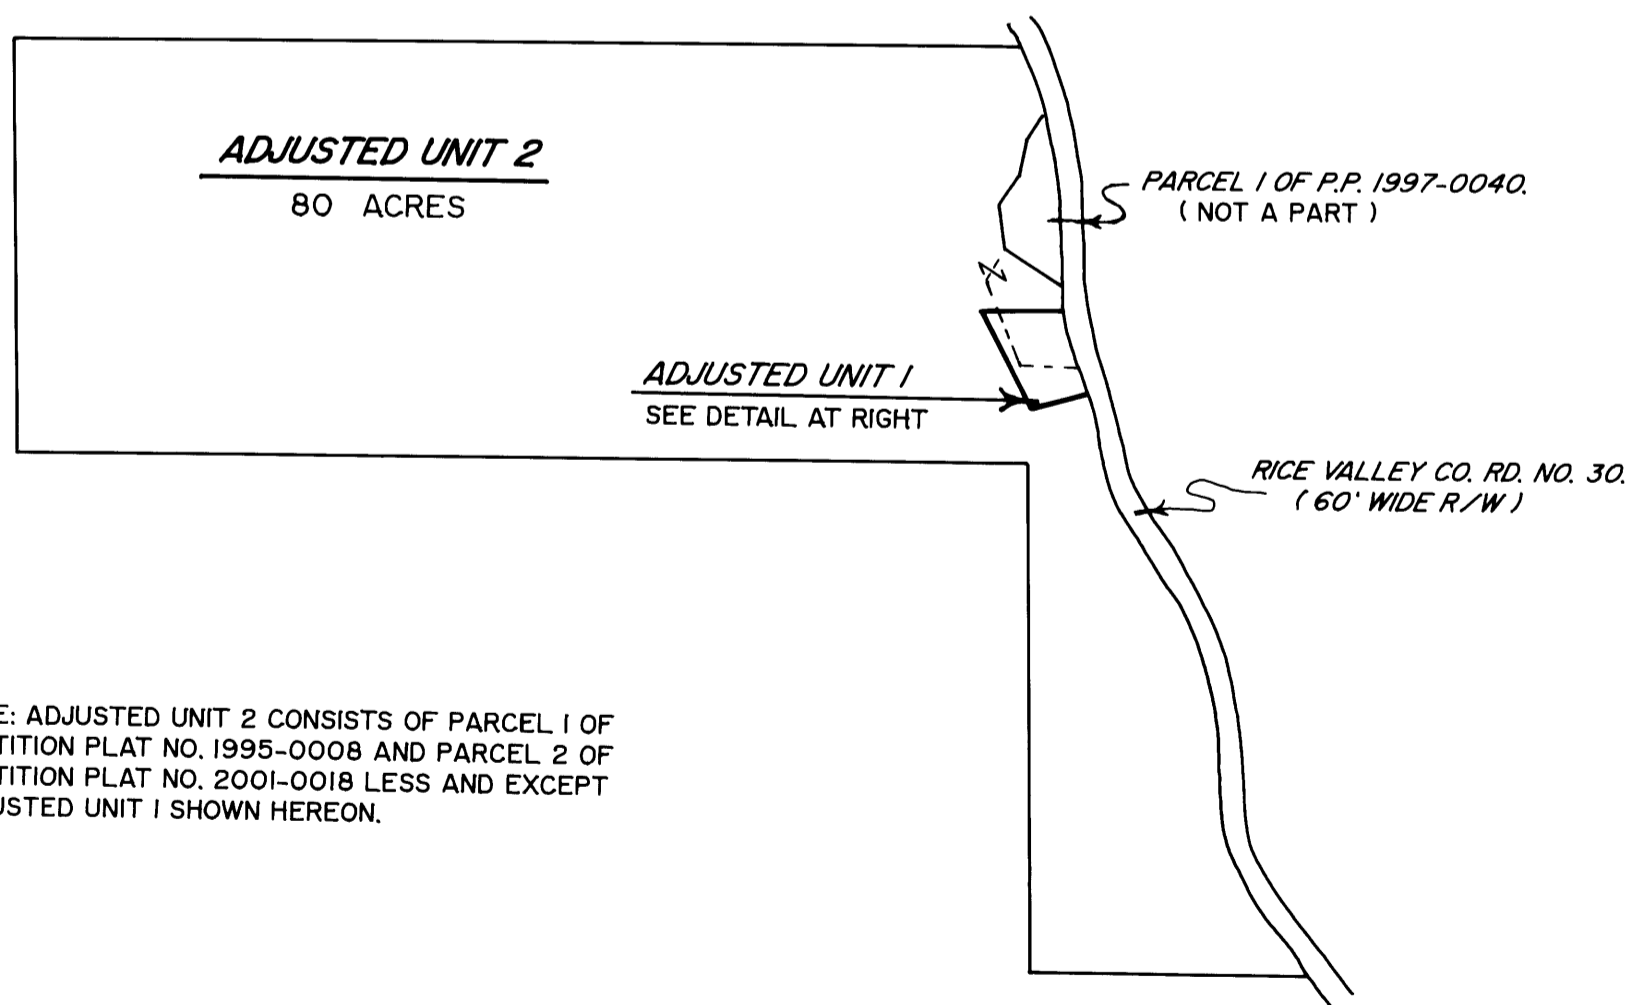 ADJUSTED UNIT 2
80 ACRES
PARCEL 1 OF P.P. 1997-0040.
( NOT A PART )
Z
ADJUSTED UNIT 1
SEE DETAIL AT RIGHT
RICE VALLEY CO. RD. NO. 30.
( 60' WIDE R/W )
E: ADJUSTED UNIT 2 CONSISTS OF PARCEL 1 OF
TITION PLAT NO. 1995-0008 AND PARCEL 2 OF
TITION PLAT NO. 2001-0018 LESS AND EXCEPT
USTED UNIT 1 SHOWN HEREON.